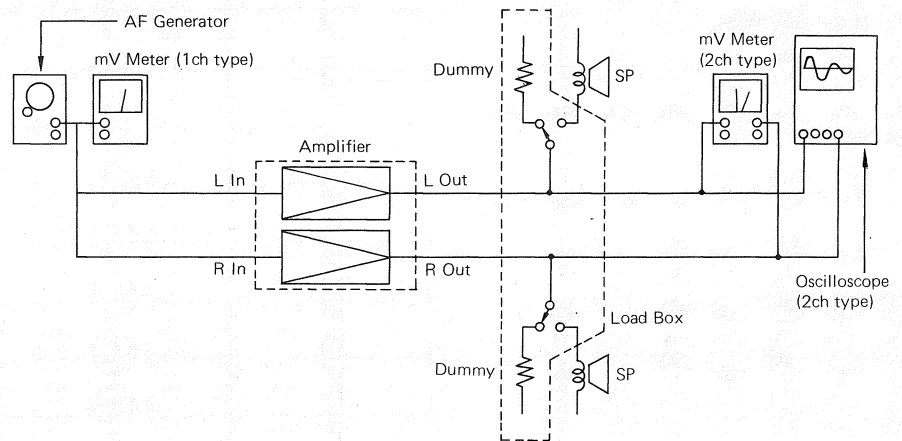 AF Generator
mV Meter (1ch type)
Dummy
SP
mV Meter
(2ch type)
Amplifier
L In
L Out
R In
R Out
Oscilloscope
(2ch type)
Load Box
Dummy
SP